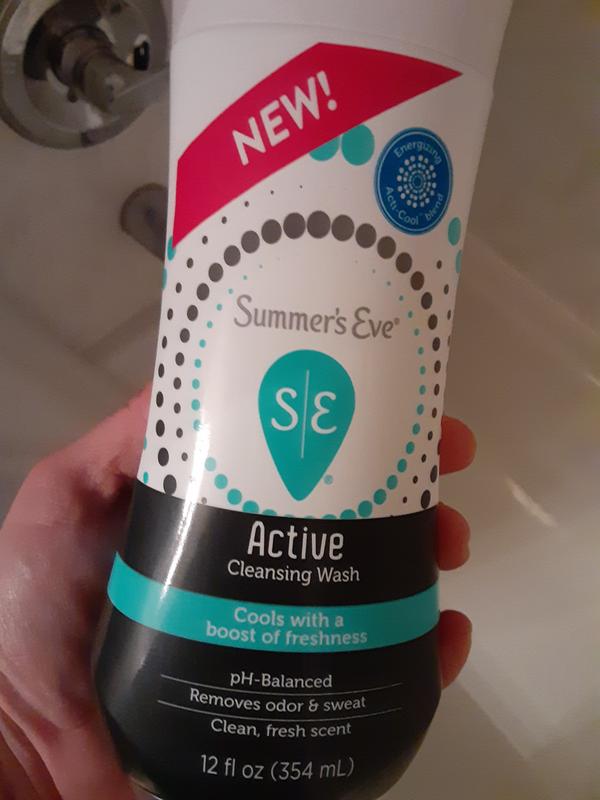 NEW!
Energizing
Acti-Cool™ blend
Summer's Eve®
S|E
®
Active
Cleansing Wash
Cools with a
boost of freshness
pH-Balanced
Removes odor & sweat
Clean, fresh scent
12 fl oz (354 mL)